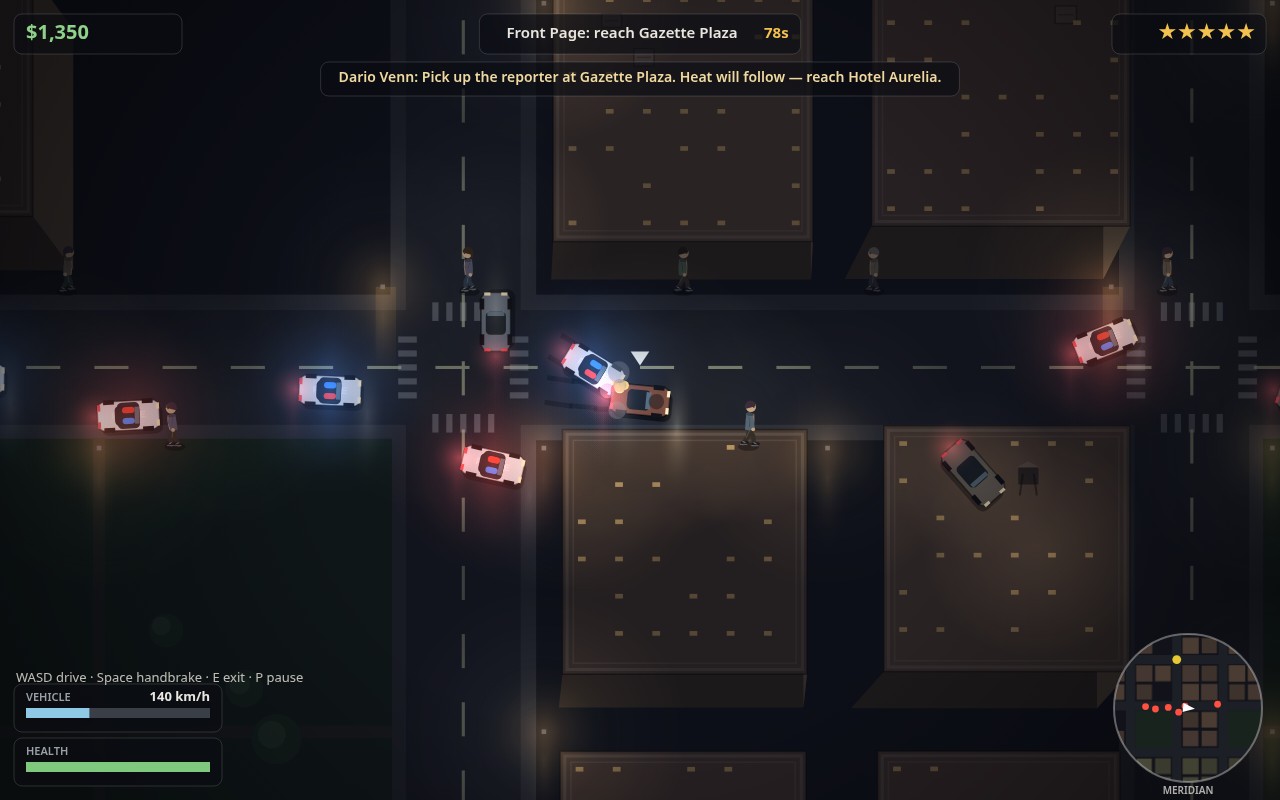 $1,350
Front Page: reach Gazette Plaza 78s
★★★★★
Dario Venn: Pick up the reporter at Gazette Plaza. Heat will follow — reach Hotel Aurelia.
WASD drive · Space handbrake · E exit · P pause
VEHICLE 140 km/h
HEALTH
MERIDIAN